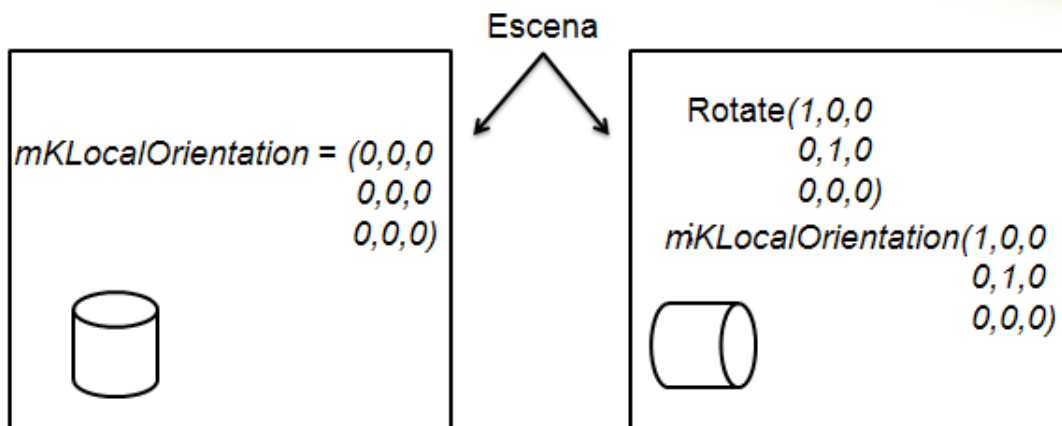 Escena
mKLocalOrientation = (0,0,0
0,0,0
0,0,0)
Rotate(1,0,0
0,1,0
0,0,0)
mKLocalOrientation(1,0,0
0,1,0
0,0,0)